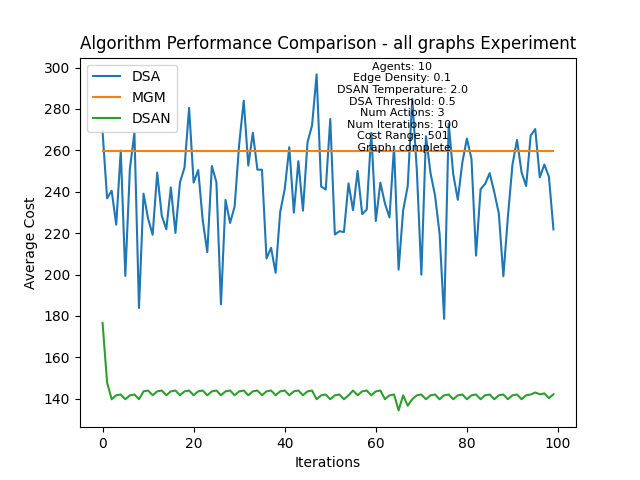 Algorithm Performance Comparison - all graphs Experiment
DSA
MGM
DSAN
Agents: 10
Edge Density: 0.1
DSAN Temperature: 2.0
DSA Threshold: 0.5
Num Actions: 3
Num Iterations: 100
Cost Range: 501
Graph: complete
Average Cost
300
280
260
240
220
200
180
160
140
0
20
40
60
80
100
Iterations